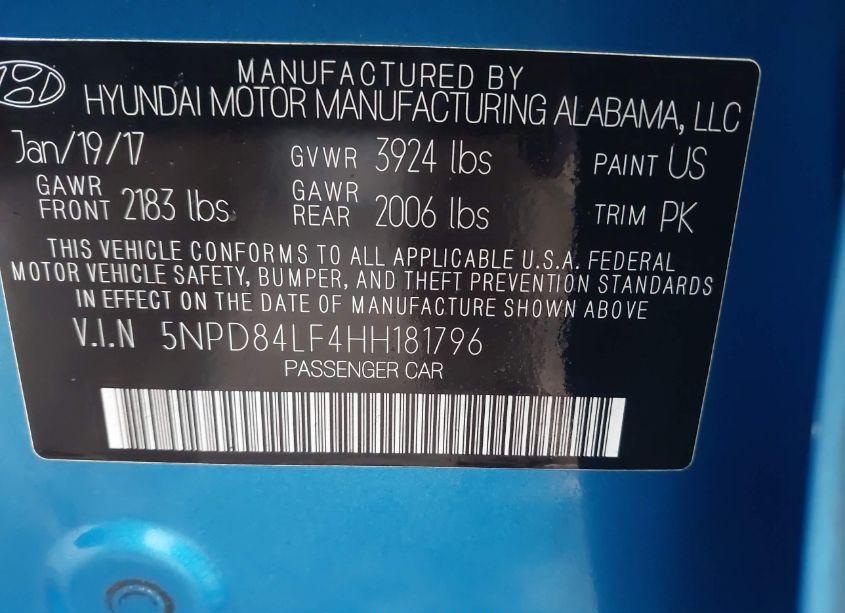 MANUFACTURED BY
HYUNDAI MOTOR MANUFACTURING ALABAMA, LLC
Jan/19/17 GVWR 3924 lbs PAINT US
GAWR FRONT 2183 lbs. GAWR REAR 2006 lbs TRIM PK
THIS VEHICLE CONFORMS TO ALL APPLICABLE U.S.A. FEDERAL
MOTOR VEHICLE SAFETY, BUMPER, AND THEFT PREVENTION STANDARDS
IN EFFECT ON THE DATE OF MANUFACTURE SHOWN ABOVE
V.I.N 5NPD84LF4HH181796
PASSENGER CAR